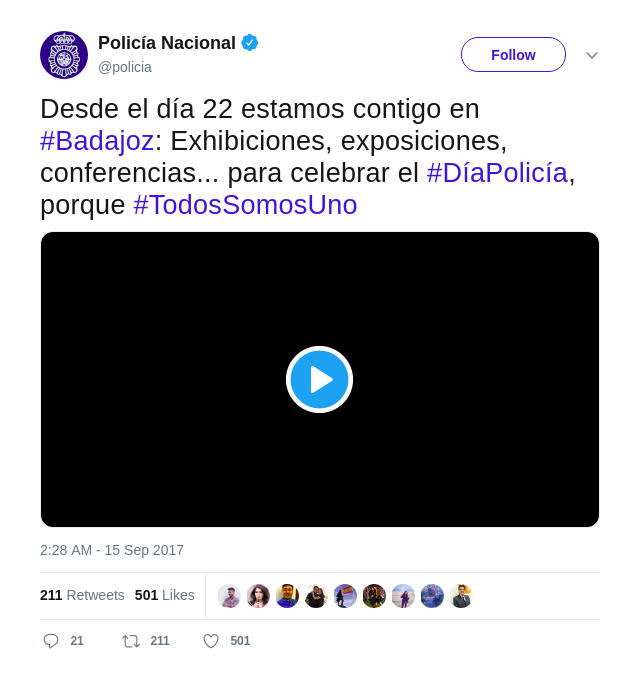 Policía Nacional
@policia
Follow
Desde el día 22 estamos contigo en
#Badajoz: Exhibiciones, exposiciones,
conferencias... para celebrar el #DíaPolicía,
porque #TodosSomosUno
2:28 AM - 15 Sep 2017
211 Retweets 501 Likes
21 211 501